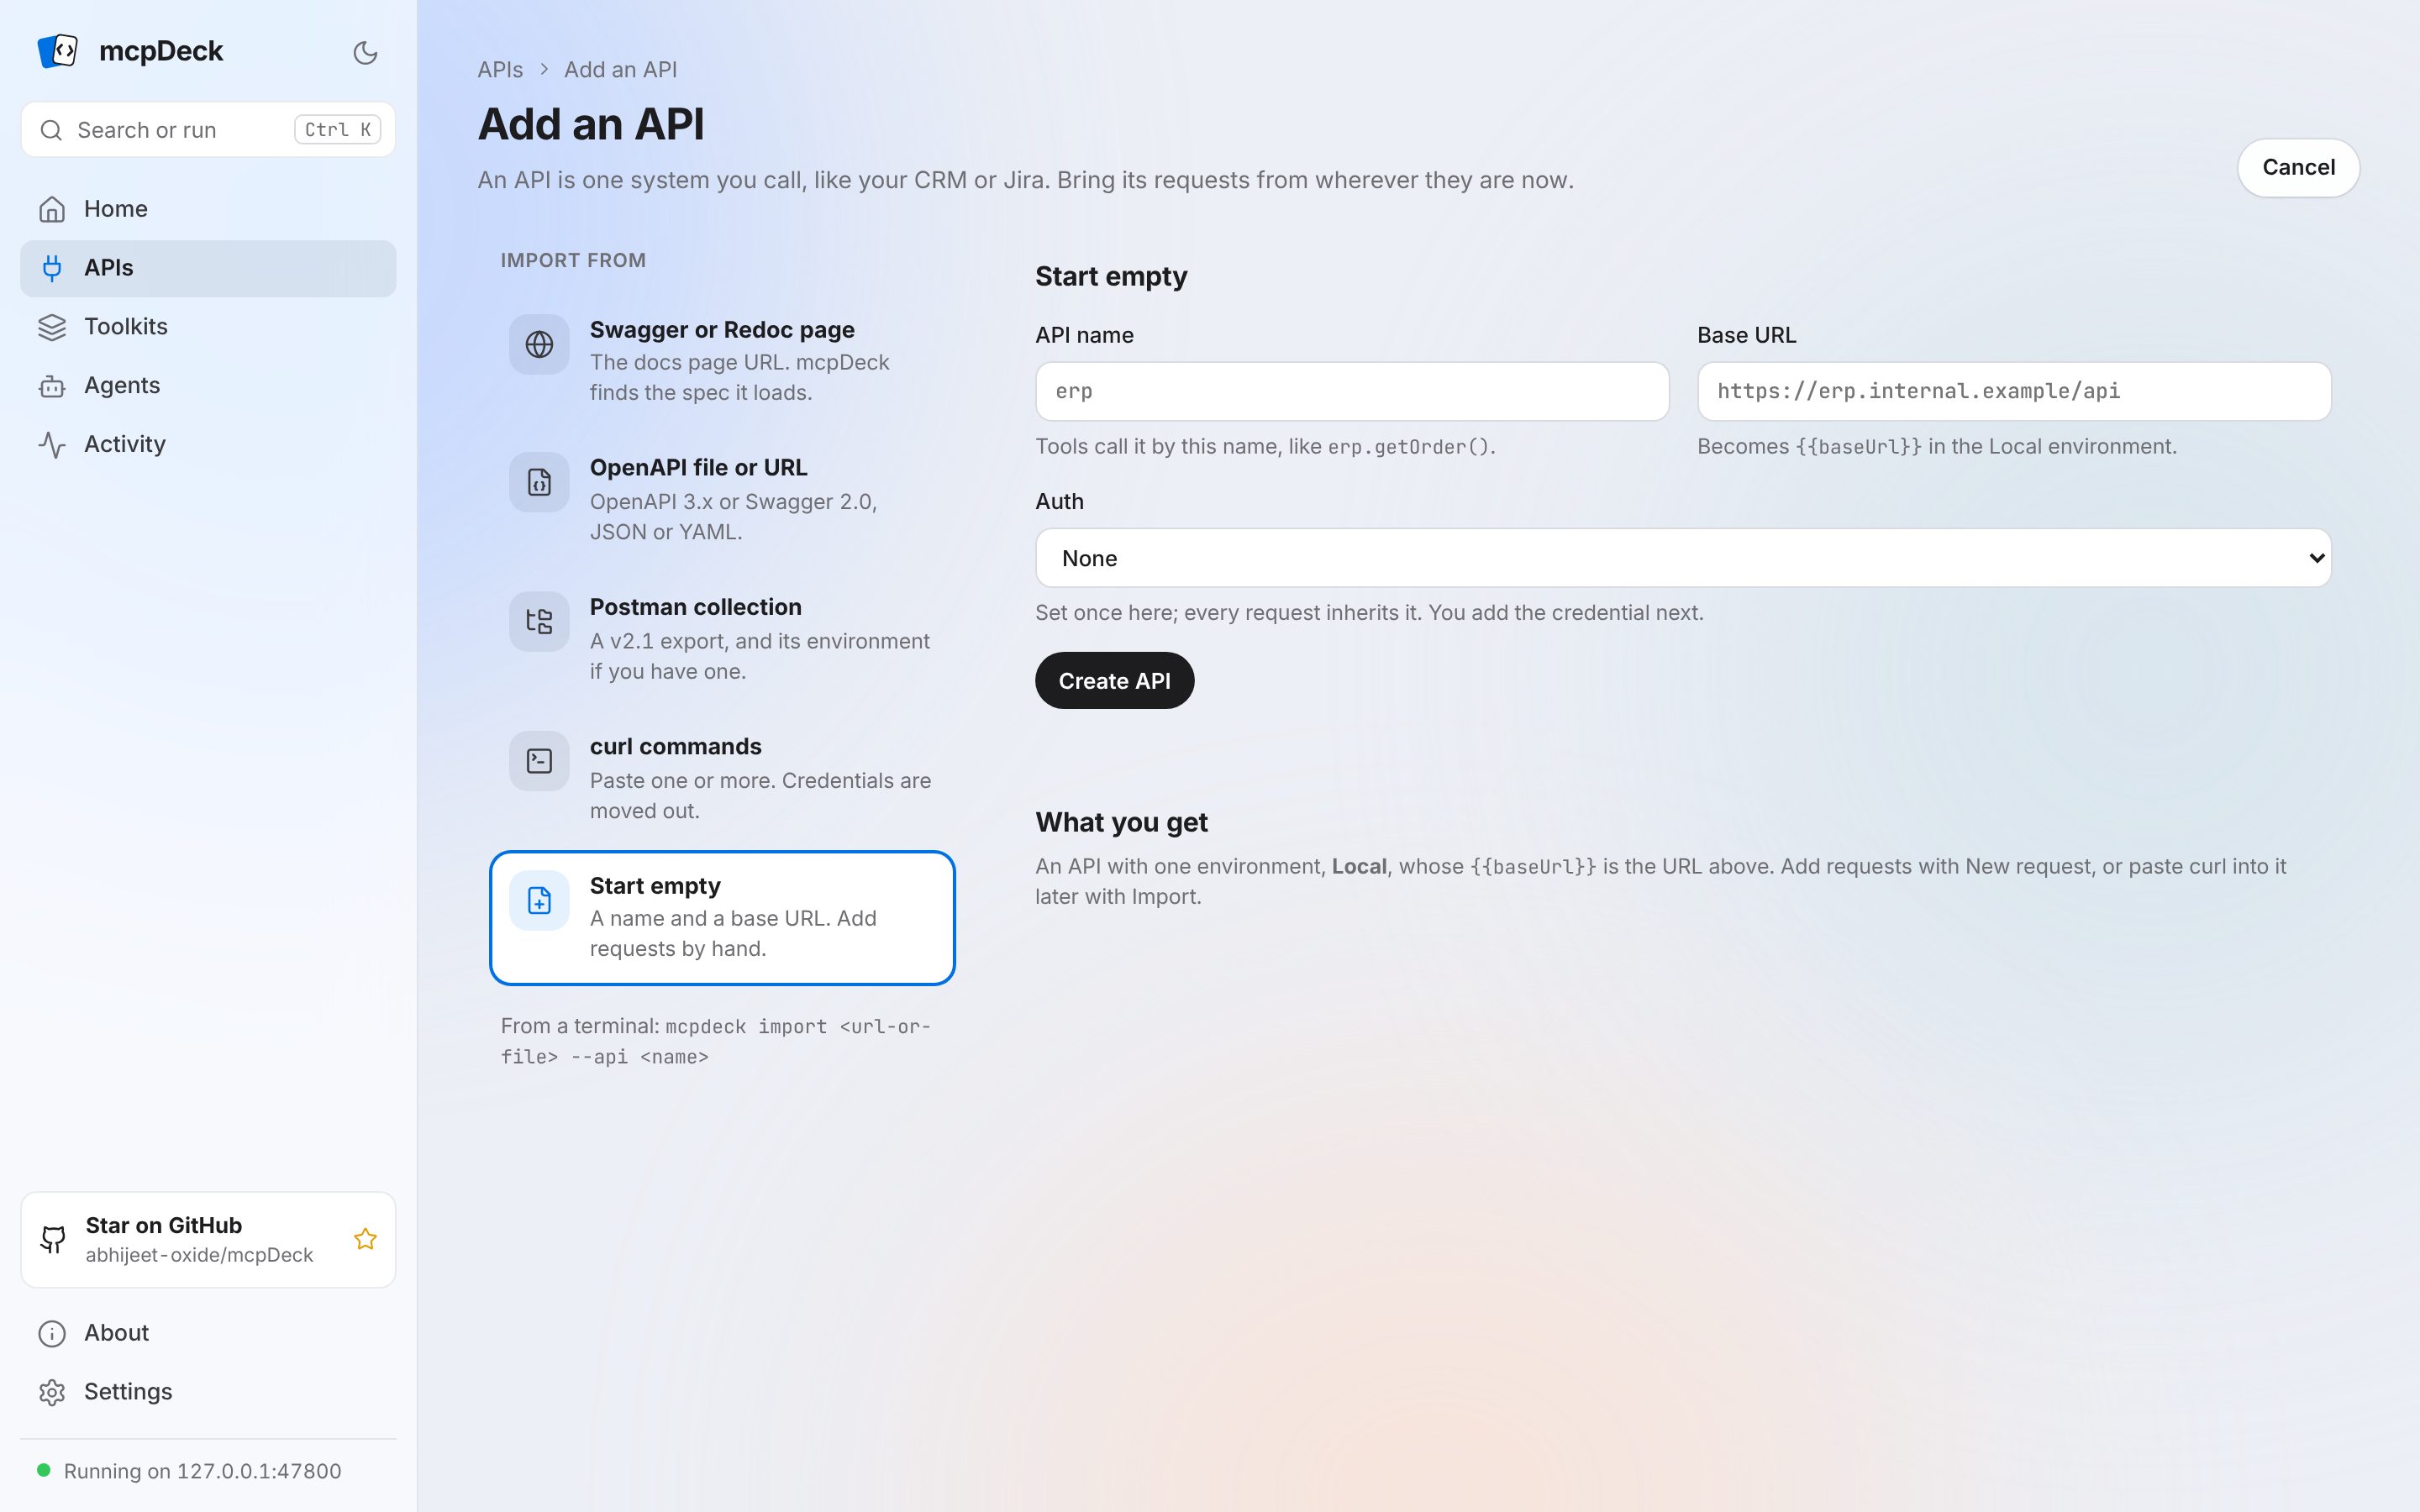 mcpDeck
Search or run
Ctrl K
Home
APIs
Toolkits
Agents
Activity
Star on GitHub
abhijeet-oxide/mcpDeck
About
Settings
Running on 127.0.0.1:47800
APIs > Add an API
Add an API
An API is one system you call, like your CRM or Jira. Bring its requests from wherever they are now.
Cancel
IMPORT FROM
Swagger or Redoc page
The docs page URL. mcpDeck
finds the spec it loads.
OpenAPI file or URL
OpenAPI 3.x or Swagger 2.0,
JSON or YAML.
Postman collection
A v2.1 export, and its environment
if you have one.
curl commands
Paste one or more. Credentials are
moved out.
Start empty
A name and a base URL. Add
requests by hand.
From a terminal: mcpdeck import <url-or-
file> --api <name>
Start empty
API name
erp
Tools call it by this name, like erp.getOrder().
Base URL
https://erp.internal.example/api
Becomes {{baseUrl}} in the Local environment.
Auth
None
Set once here; every request inherits it. You add the credential next.
Create API
What you get
An API with one environment, Local, whose {{baseUrl}} is the URL above. Add requests with New request, or paste curl into it
later with Import.